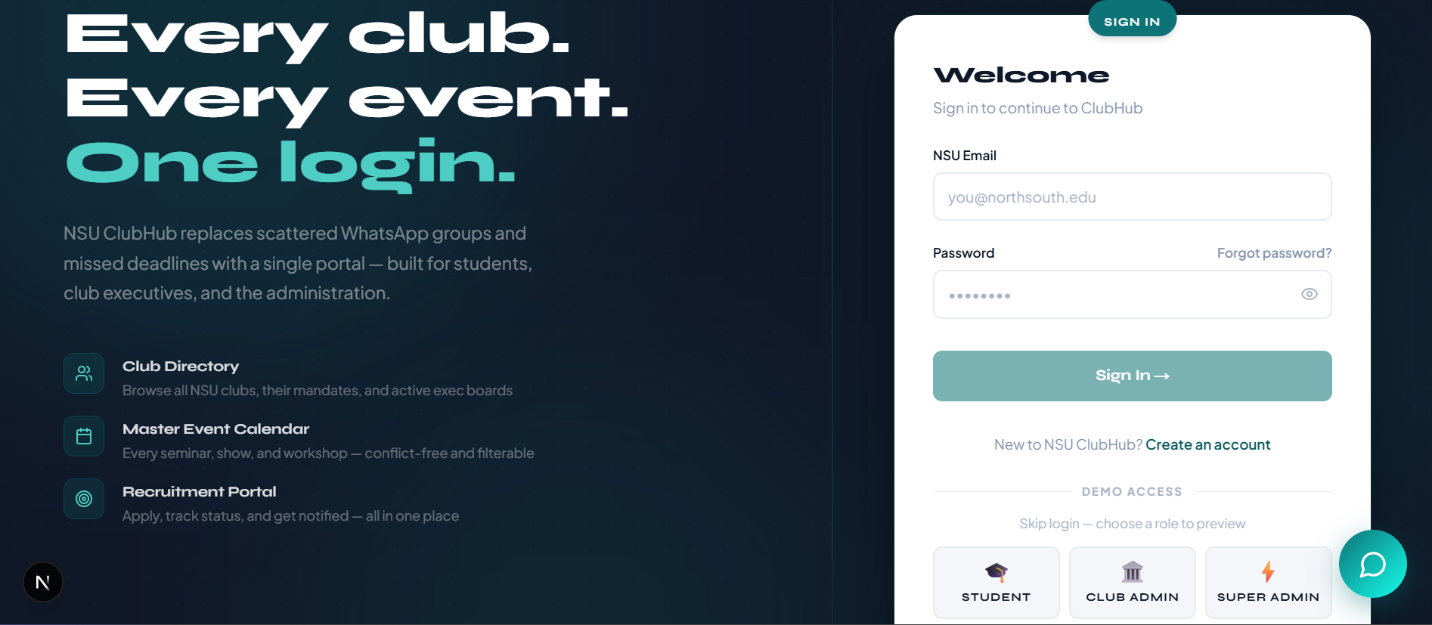 Every club.
Every event.
One login.
NSU ClubHub replaces scattered WhatsApp groups and
missed deadlines with a single portal — built for students,
club executives, and the administration.
Club Directory
Browse all NSU clubs, their mandates, and active exec boards
Master Event Calendar
Every seminar, show, and workshop — conflict-free and filterable
Recruitment Portal
Apply, track status, and get notified — all in one place
N
SIGN IN
Welcome
Sign in to continue to ClubHub
NSU Email
you@northsouth.edu
Password Forgot password?
••••••••
Sign In →
New to NSU ClubHub? Create an account
DEMO ACCESS
Skip login — choose a role to preview
STUDENT CLUB ADMIN SUPER ADMIN